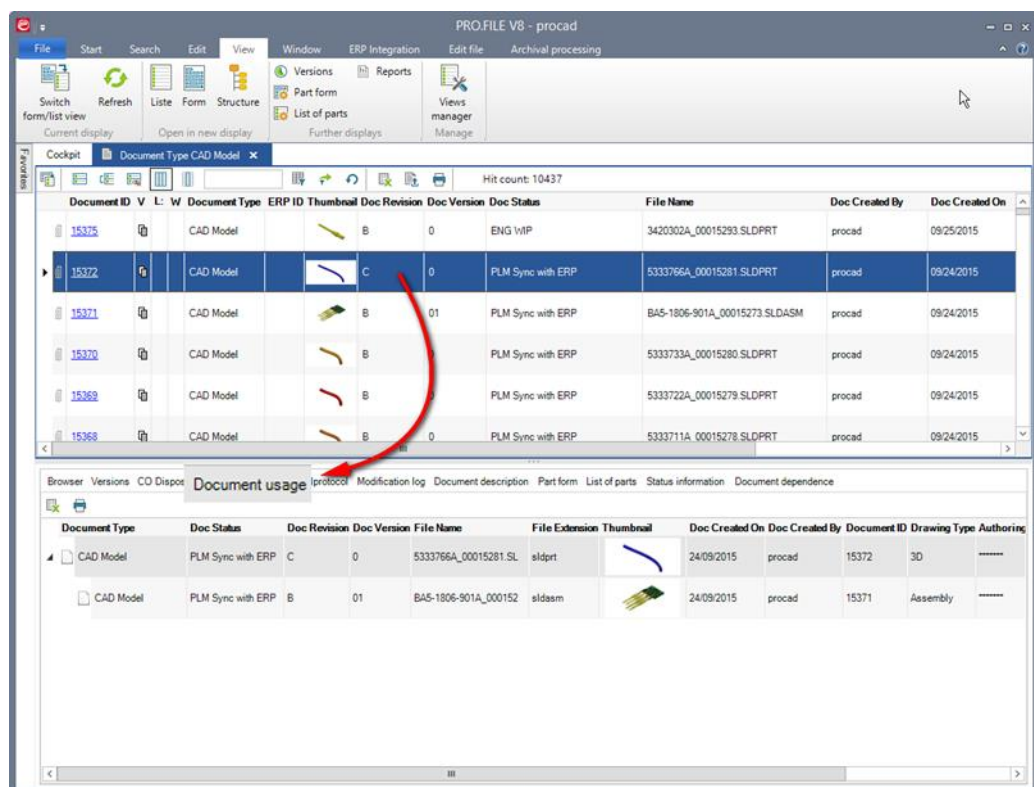 PRO.FILE V8 - procad
File Start Search Edit View Window ERP Integration Edit file Archival processing
Switch form/list view Refresh Liste Form Structure Versions Part form List of parts Reports Views manager
Current display Open in new display Further displays Manage
Favorites
Cockpit Document Type CAD Model
Hit count: 10437
Document ID V L: W Document Type ERP ID Thumbnail Doc Revision Doc Version Doc Status File Name Doc Created By Doc Created On
15375 CAD Model B 0 ENG WIP 3420302A_00015293.SLDPRT procad 09/25/2015
15372 CAD Model C 0 PLM Sync with ERP 5333766A_00015281.SLDPRT procad 09/24/2015
15371 CAD Model B 01 PLM Sync with ERP BA5-1806-901A_00015273.SLDASM procad 09/24/2015
15370 CAD Model B PLM Sync with ERP 5333733A_00015280.SLDPRT procad 09/24/2015
15369 CAD Model B PLM Sync with ERP 5333722A_00015279.SLDPRT procad 09/24/2015
15368 CAD Model B 0 PLM Sync with ERP 5333711A_00015278.SLDPRT procad 09/24/2015
Browser Versions CO Dispos Document usage protocol Modification log Document description Part form List of parts Status information Document dependence
Document Type Doc Status Doc Revision Doc Version File Name File Extension Thumbnail Doc Created On Doc Created By Document ID Drawing Type Authoring
CAD Model PLM Sync with ERP C 0 5333766A_00015281.SL sldprt 24/09/2015 procad 15372 3D *******
CAD Model PLM Sync with ERP B 01 BA5-1806-901A_000152 sldasm 24/09/2015 procad 15371 Assembly *******